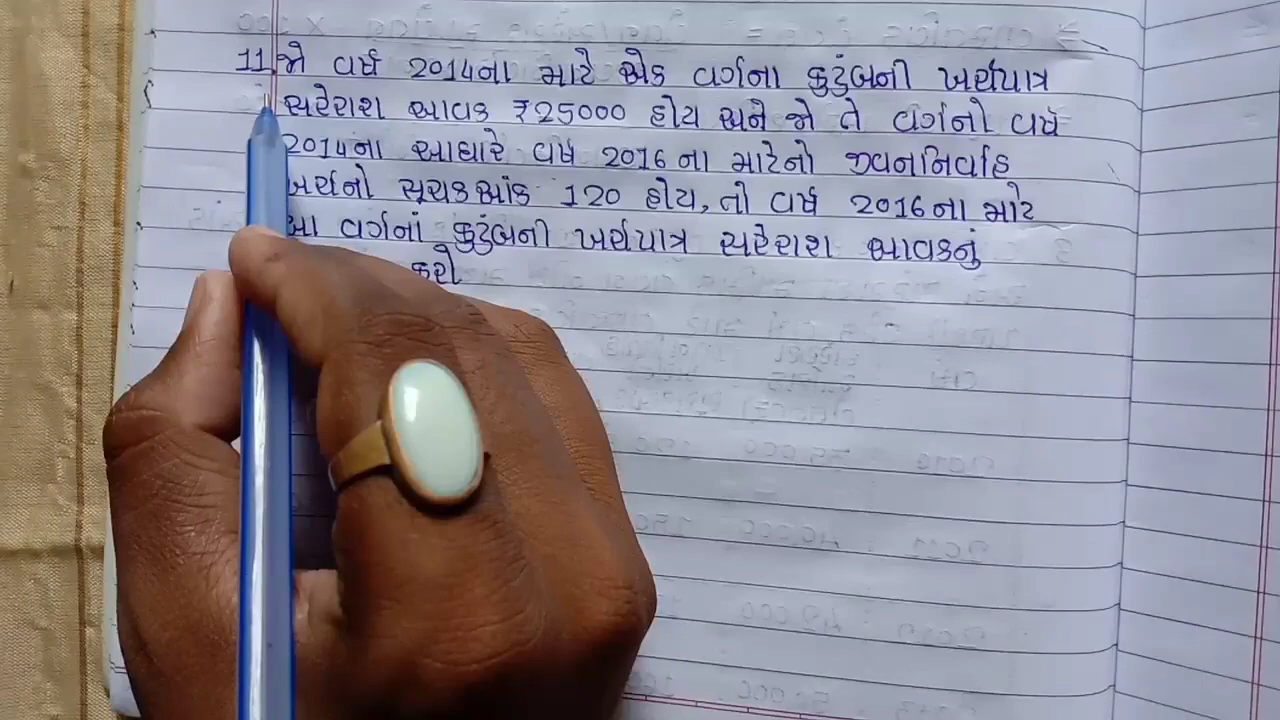 11 જો વર્ષ 2014ના માટે એક વર્ગના કુટુંબની ખર્ચપાત્ર
સરેરાશ આવક ₹25000 હોય અને જો તે વર્ગનો વર્ષ
2014ના આધારે વર્ષ 2016 ના માટેનો જીવનનિર્વાહ
ખર્ચનો સૂચકઆંક 120 હોય, તો વર્ષ 2016 ના માટે
આ વર્ગનાં કુટુંબની ખર્ચપાત્ર સરેરાશ આવકનું
કરો